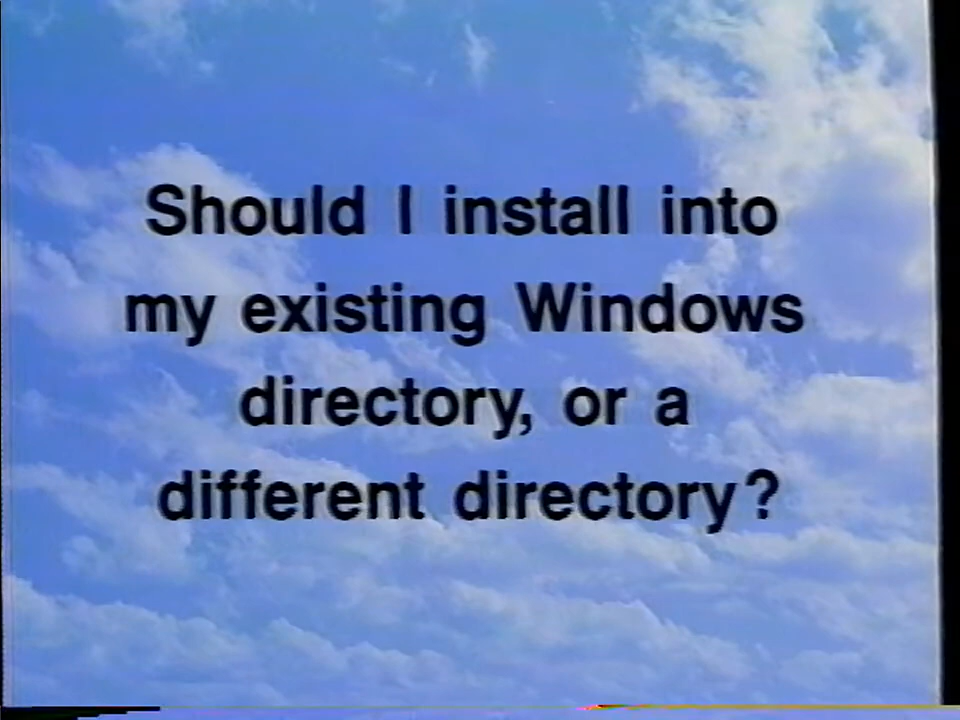 Should I install into
my existing Windows
directory, or a
different directory?